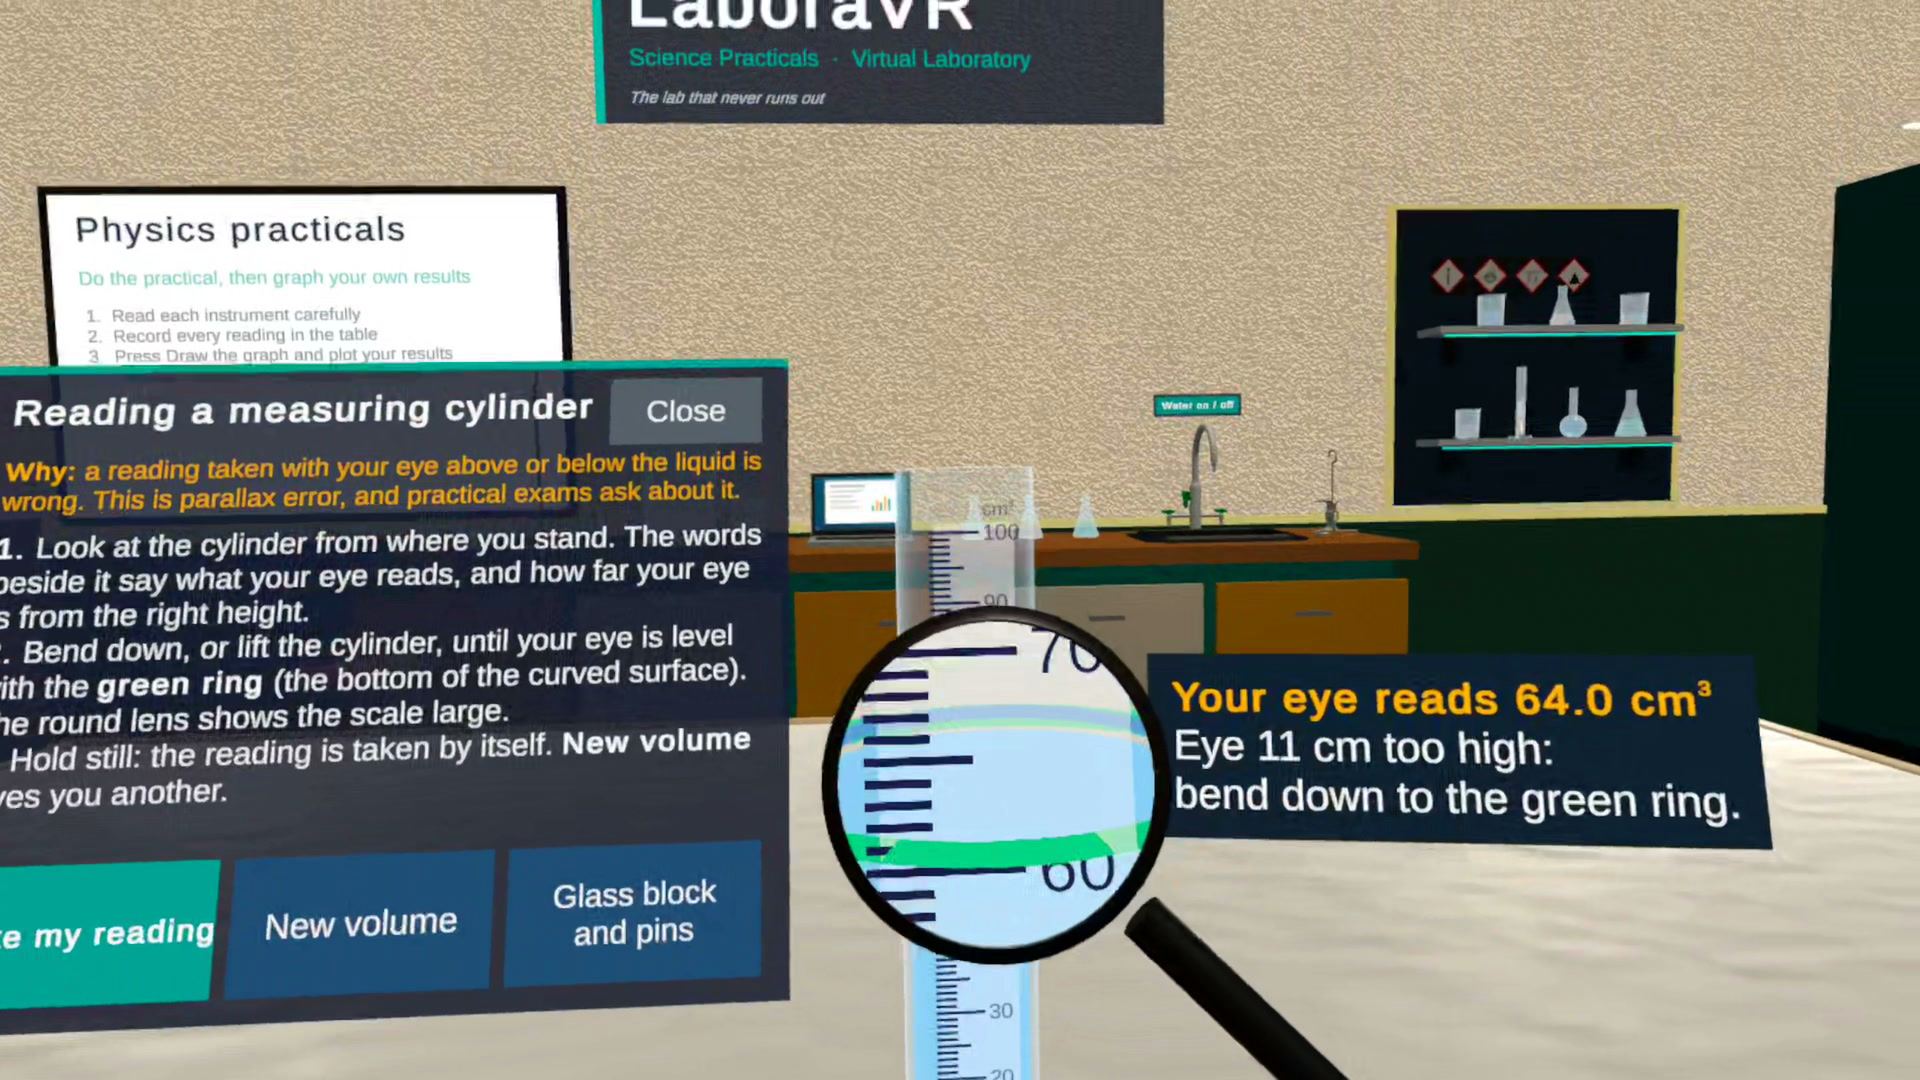 LaboraVR
Science Practicals · Virtual Laboratory
The lab that never runs out
Physics practicals
Do the practical, then graph your own results
1. Read each instrument carefully
2. Record every reading in the table
3. Press Draw the graph and plot your results
Reading a measuring cylinder
Close
Why: a reading taken with your eye above or below the liquid is
wrong. This is parallax error, and practical exams ask about it.
1. Look at the cylinder from where you stand. The words
beside it say what your eye reads, and how far your eye
s from the right height.
. Bend down, or lift the cylinder, until your eye is level
ith the green ring (the bottom of the curved surface).
he round lens shows the scale large.
Hold still: the reading is taken by itself. New volume
ves you another.
te my reading
New volume
Glass block
and pins
Water on / off
cm³
100
90
70
60
30
20
Your eye reads 64.0 cm³
Eye 11 cm too high:
bend down to the green ring.